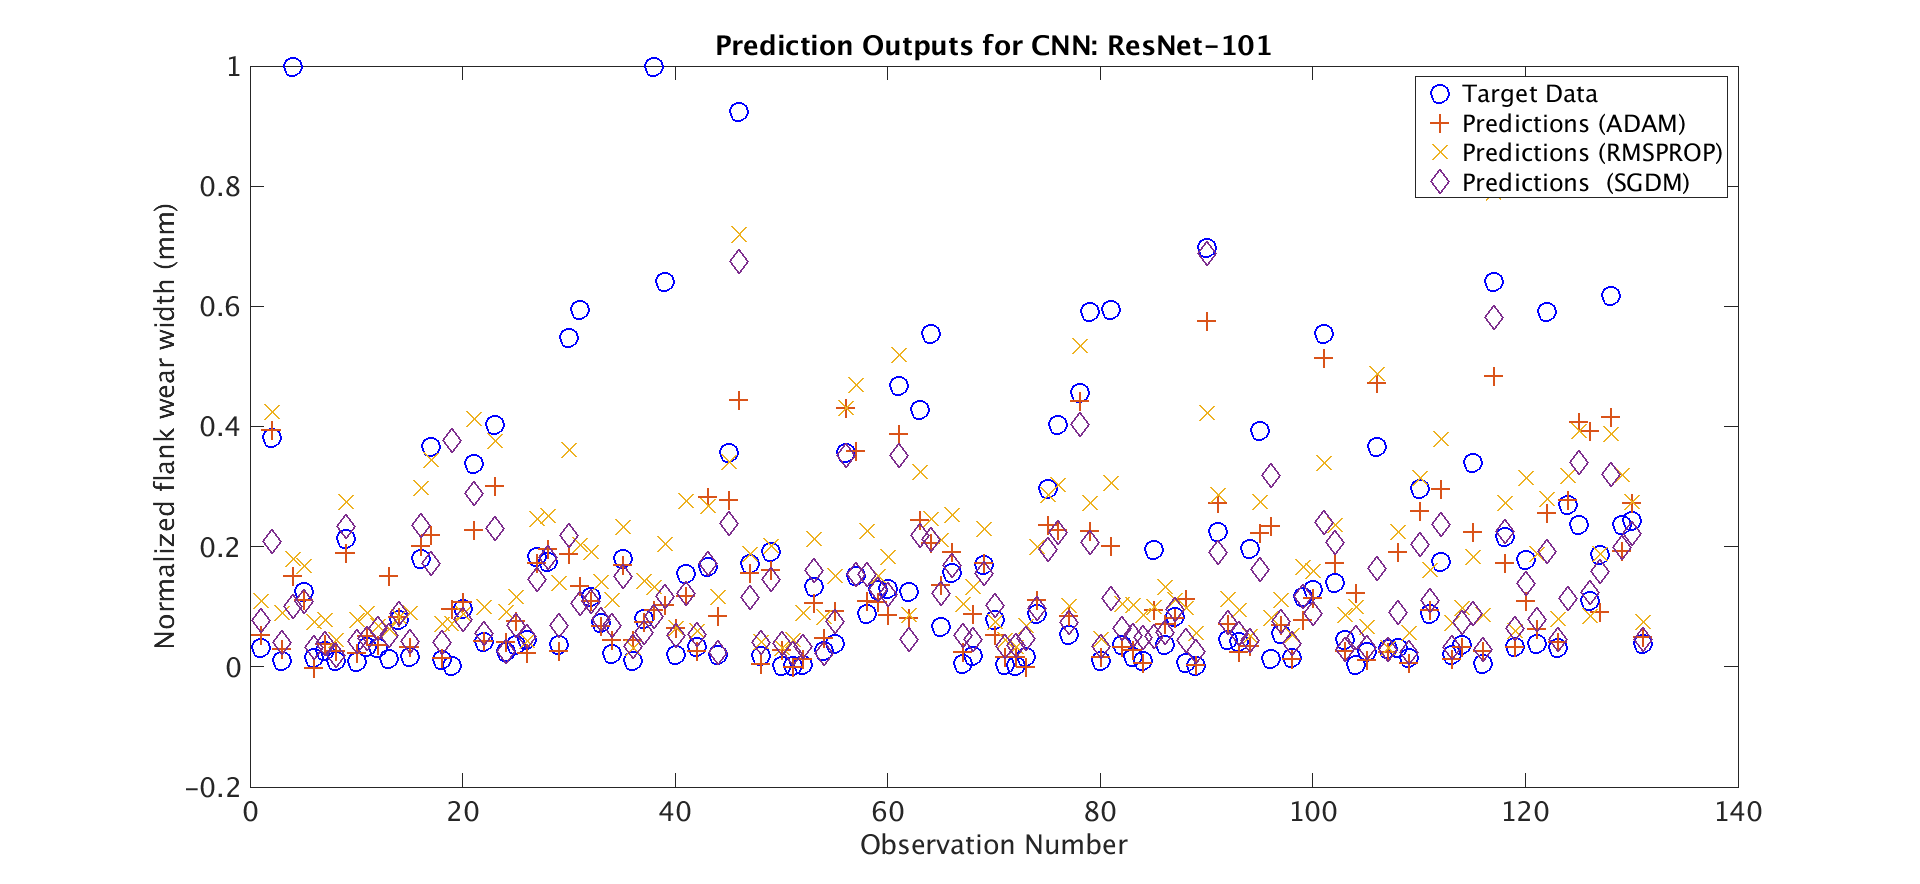 Prediction Outputs for CNN: ResNet-101
1
0.8
0.6
0.4
0.2
0
-0.2
Normalized flank wear width (mm)
0 20 40 60 80 100 120 140
Observation Number
Target Data
Predictions (ADAM)
Predictions (RMSPROP)
Predictions (SGDM)